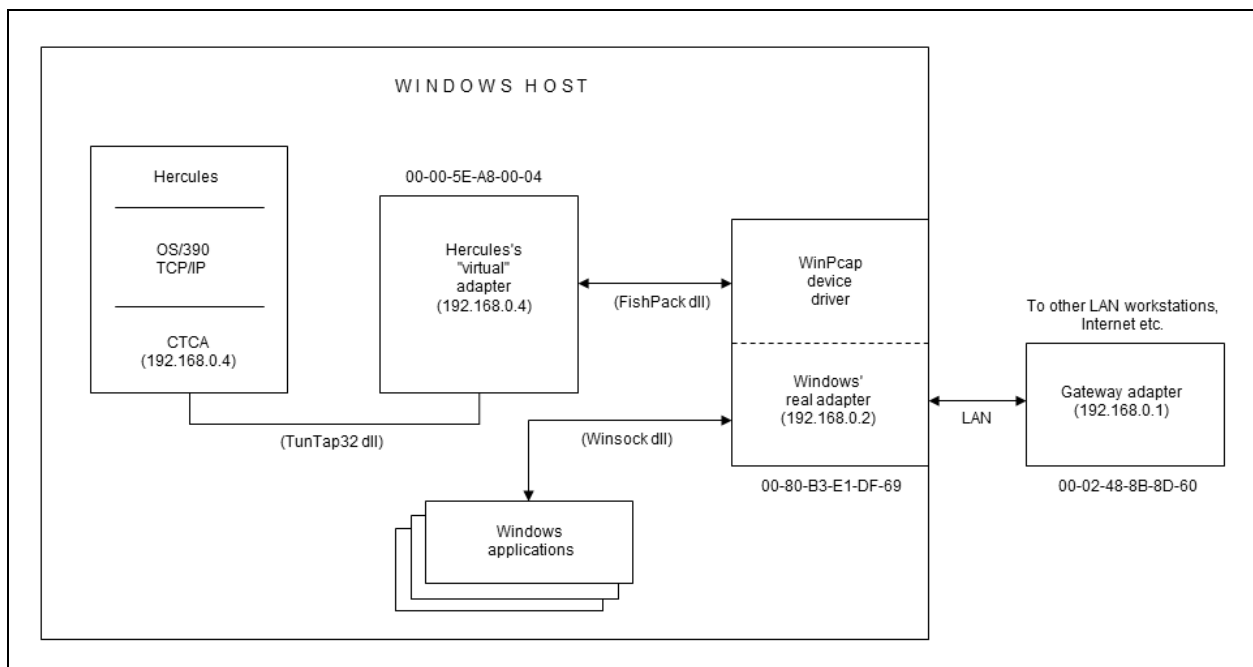 WINDOWS HOST
Hercules
OS/390
TCP/IP
CTCA
(192.168.0.4)
00-00-5E-A8-00-04
Hercules's
"virtual"
adapter
(192.168.0.4)
(TunTap32 dll)
(FishPack dll)
WinPcap
device
driver
Windows'
real adapter
(192.168.0.2)
00-80-B3-E1-DF-69
(Winsock dll)
Windows
applications
LAN
To other LAN workstations,
Internet etc.
Gateway adapter
(192.168.0.1)
00-02-48-8B-8D-60